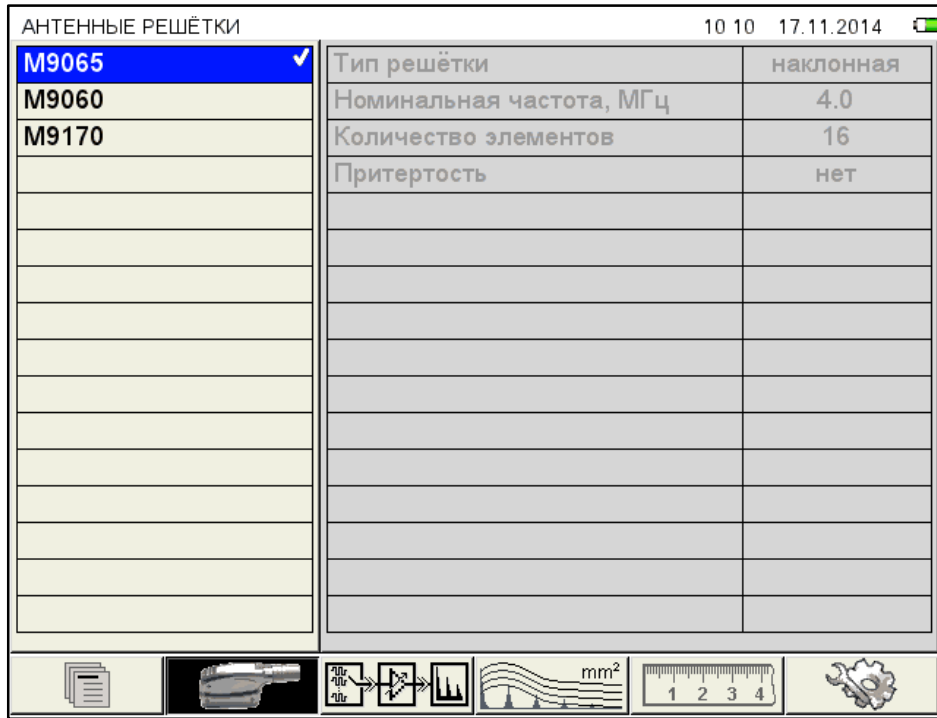 АНТЕННЫЕ РЕШЁТКИ 10 10 17.11.2014
M9065 Тип решётки наклонная
M9060 Номинальная частота, МГц 4.0
M9170 Количество элементов 16
Притертость нет
mm²
1 2 3 4